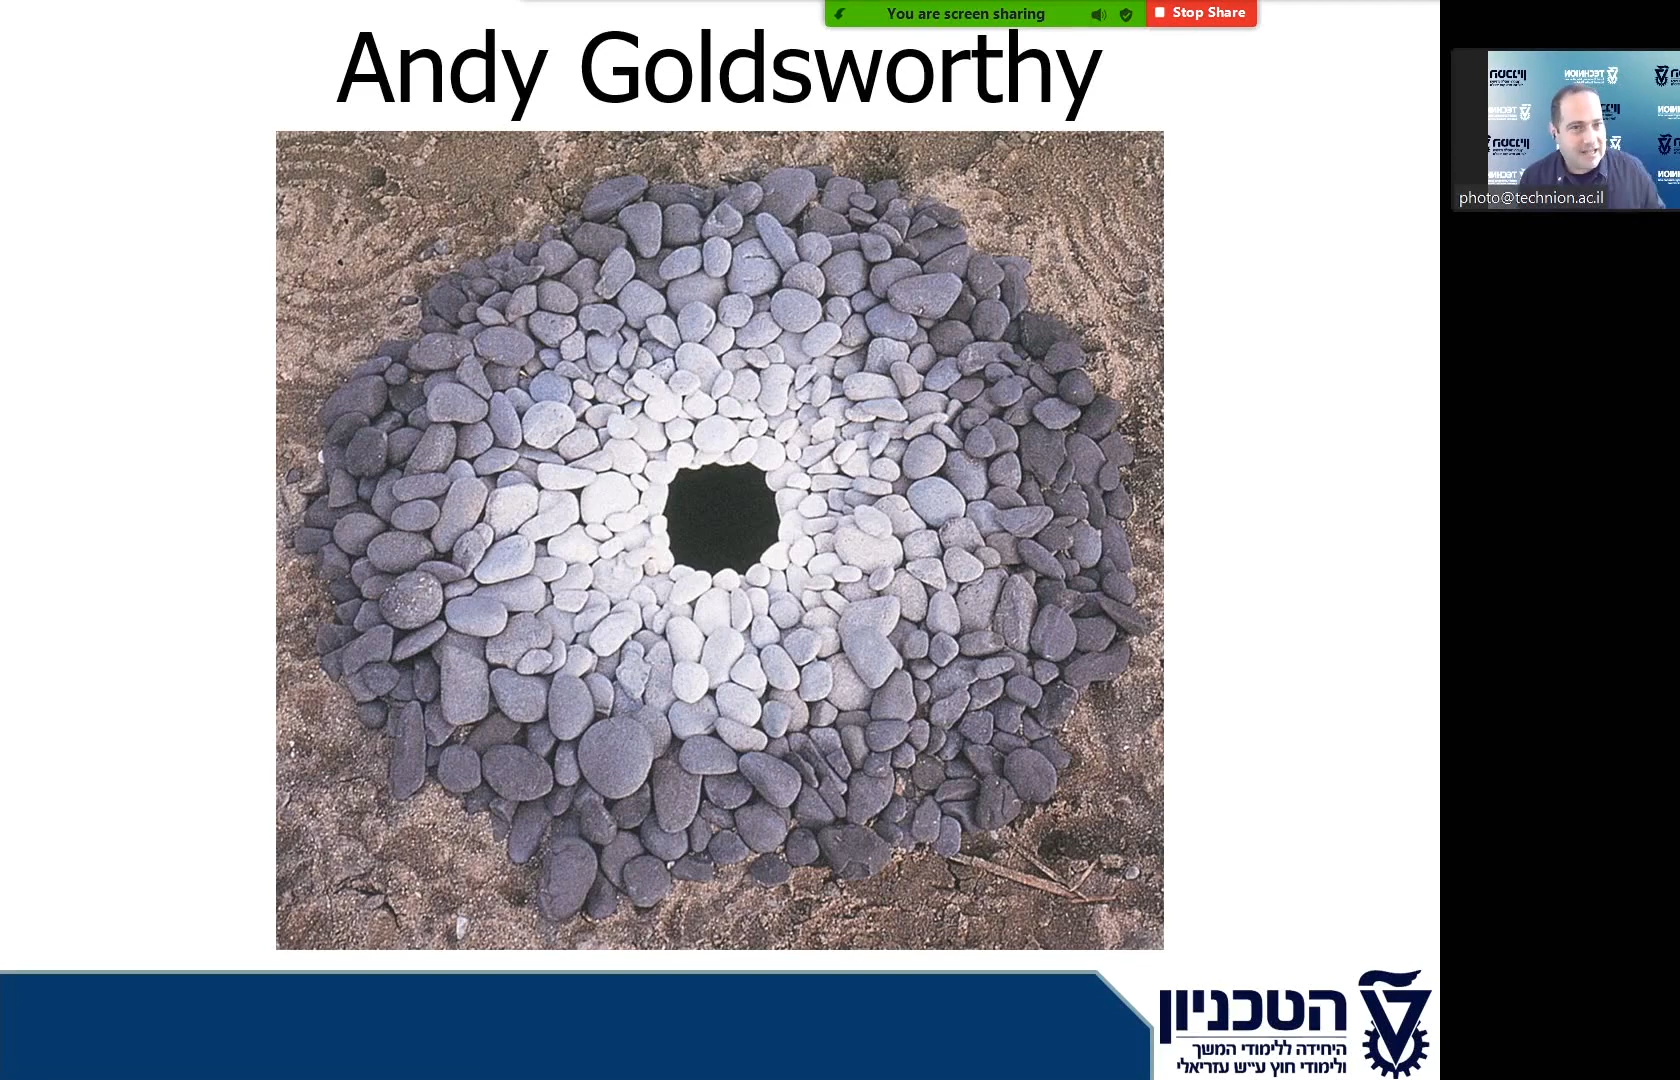 You are screen sharing
Stop Share
Andy Goldsworthy
TECHNION
photo@technion.ac.il
הטכניון
היחידה ללימודי המשך
ולימודי חוץ ע״ש עזריאלי